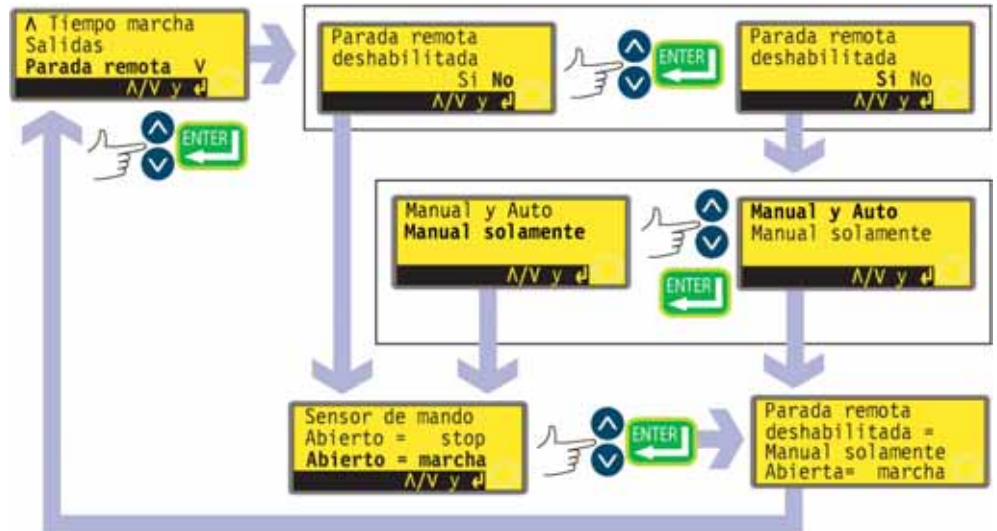 Λ Tiempo marcha
Salidas
Parada remota V
Λ/V y ↲
ENTER
Parada remota
deshabilitada
Si No
Λ/V y ↲
ENTER
Parada remota
deshabilitada
Si No
Λ/V y ↲
Manual y Auto
Manual solamente
Λ/V y ↲
ENTER
Manual y Auto
Manual solamente
Λ/V y ↲
Sensor de mando
Abierto = stop
Abierto = marcha
Λ/V y ↲
ENTER
Parada remota
deshabilitada =
Manual solamente
Abierta= marcha